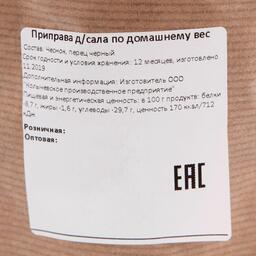 Приправа д/сала по домашнему вес
Состав: Чеснок, перец черный
Срок годности и условия хранения: 12 месяцев, изготовлено
11.2019
Дополнительная информация: Изготовитель ООО
"Колычевское производственное предприятие"
Пищевая и энергетическая ценность: в 100 г продукта: белки
-8,7 г, жиры -1,6 г, углеводы -29,7 г, ценность 170 ккал/712
кДж
Розничная:
Оптовая:
ЕАС